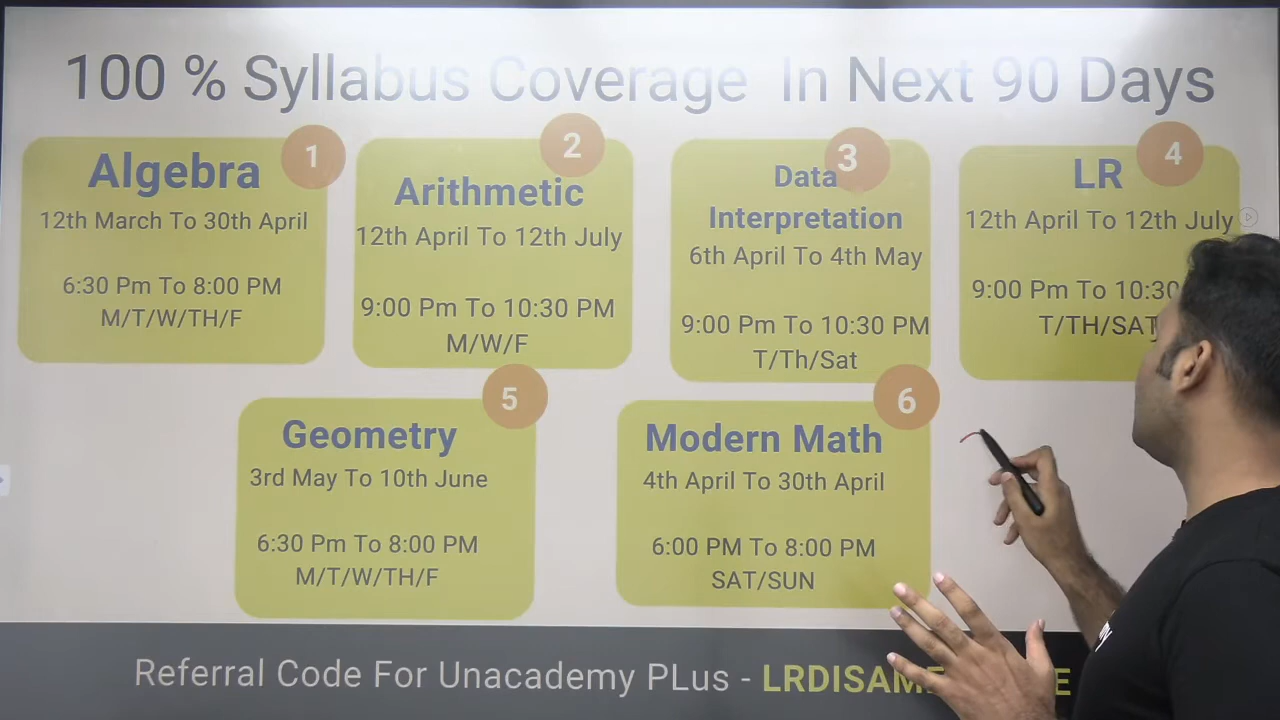 100 % Syllabus Coverage In Next 90 Days
1
Algebra
12th March To 30th April
6:30 Pm To 8:00 PM
M/T/W/TH/F
2
Arithmetic
12th April To 12th July
9:00 Pm To 10:30 PM
M/W/F
3
Data
Interpretation
6th April To 4th May
9:00 Pm To 10:30 PM
T/Th/Sat
4
LR
12th April To 12th July
9:00 Pm To 10:30
T/TH/SAT
5
Geometry
3rd May To 10th June
6:30 Pm To 8:00 PM
M/T/W/TH/F
6
Modern Math
4th April To 30th April
6:00 PM To 8:00 PM
SAT/SUN
Referral Code For Unacademy PLus -